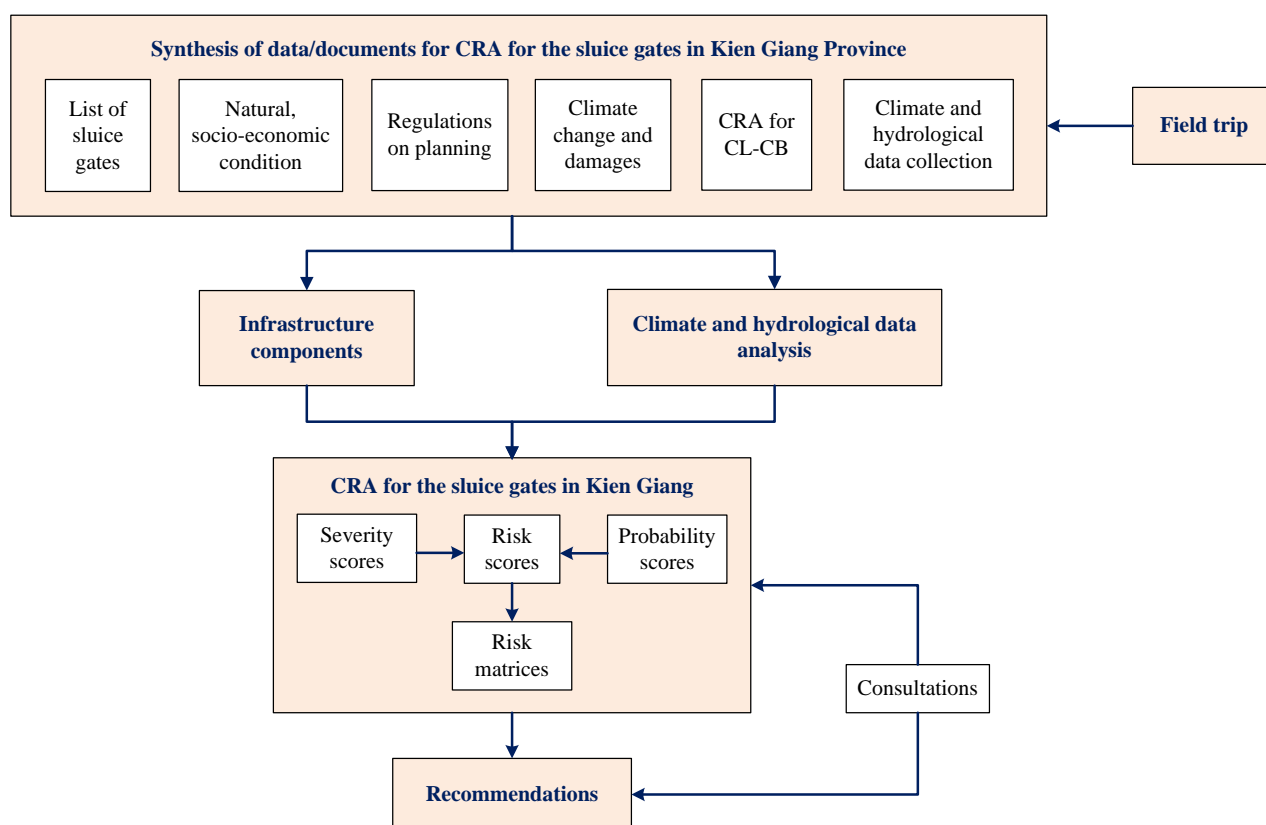 Synthesis of data/documents for CRA for the sluice gates in Kien Giang Province
List of
sluice
gates
Natural,
socio-economic
condition
Regulations
on planning
Climate
change and
damages
CRA for
CL-CB
Climate and
hydrological
data collection
Field trip
Infrastructure
components
Climate and hydrological data
analysis
CRA for the sluice gates in Kien Giang
Severity
scores
Risk
scores
Probability
scores
Risk
matrices
Consultations
Recommendations